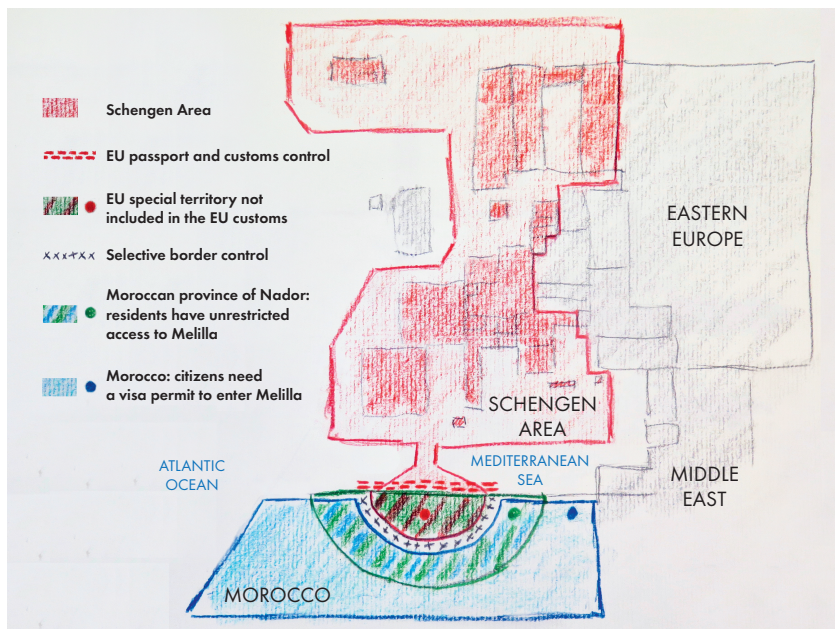 Schengen Area
EU passport and customs control
EU special territory not
included in the EU customs
Selective border control
Moroccan province of Nador:
residents have unrestricted
access to Melilla
Morocco: citizens need
a visa permit to enter Melilla
EASTERN
EUROPE
SCHENGEN
AREA
ATLANTIC
OCEAN
MEDITERRANEAN
SEA
MIDDLE
EAST
MOROCCO